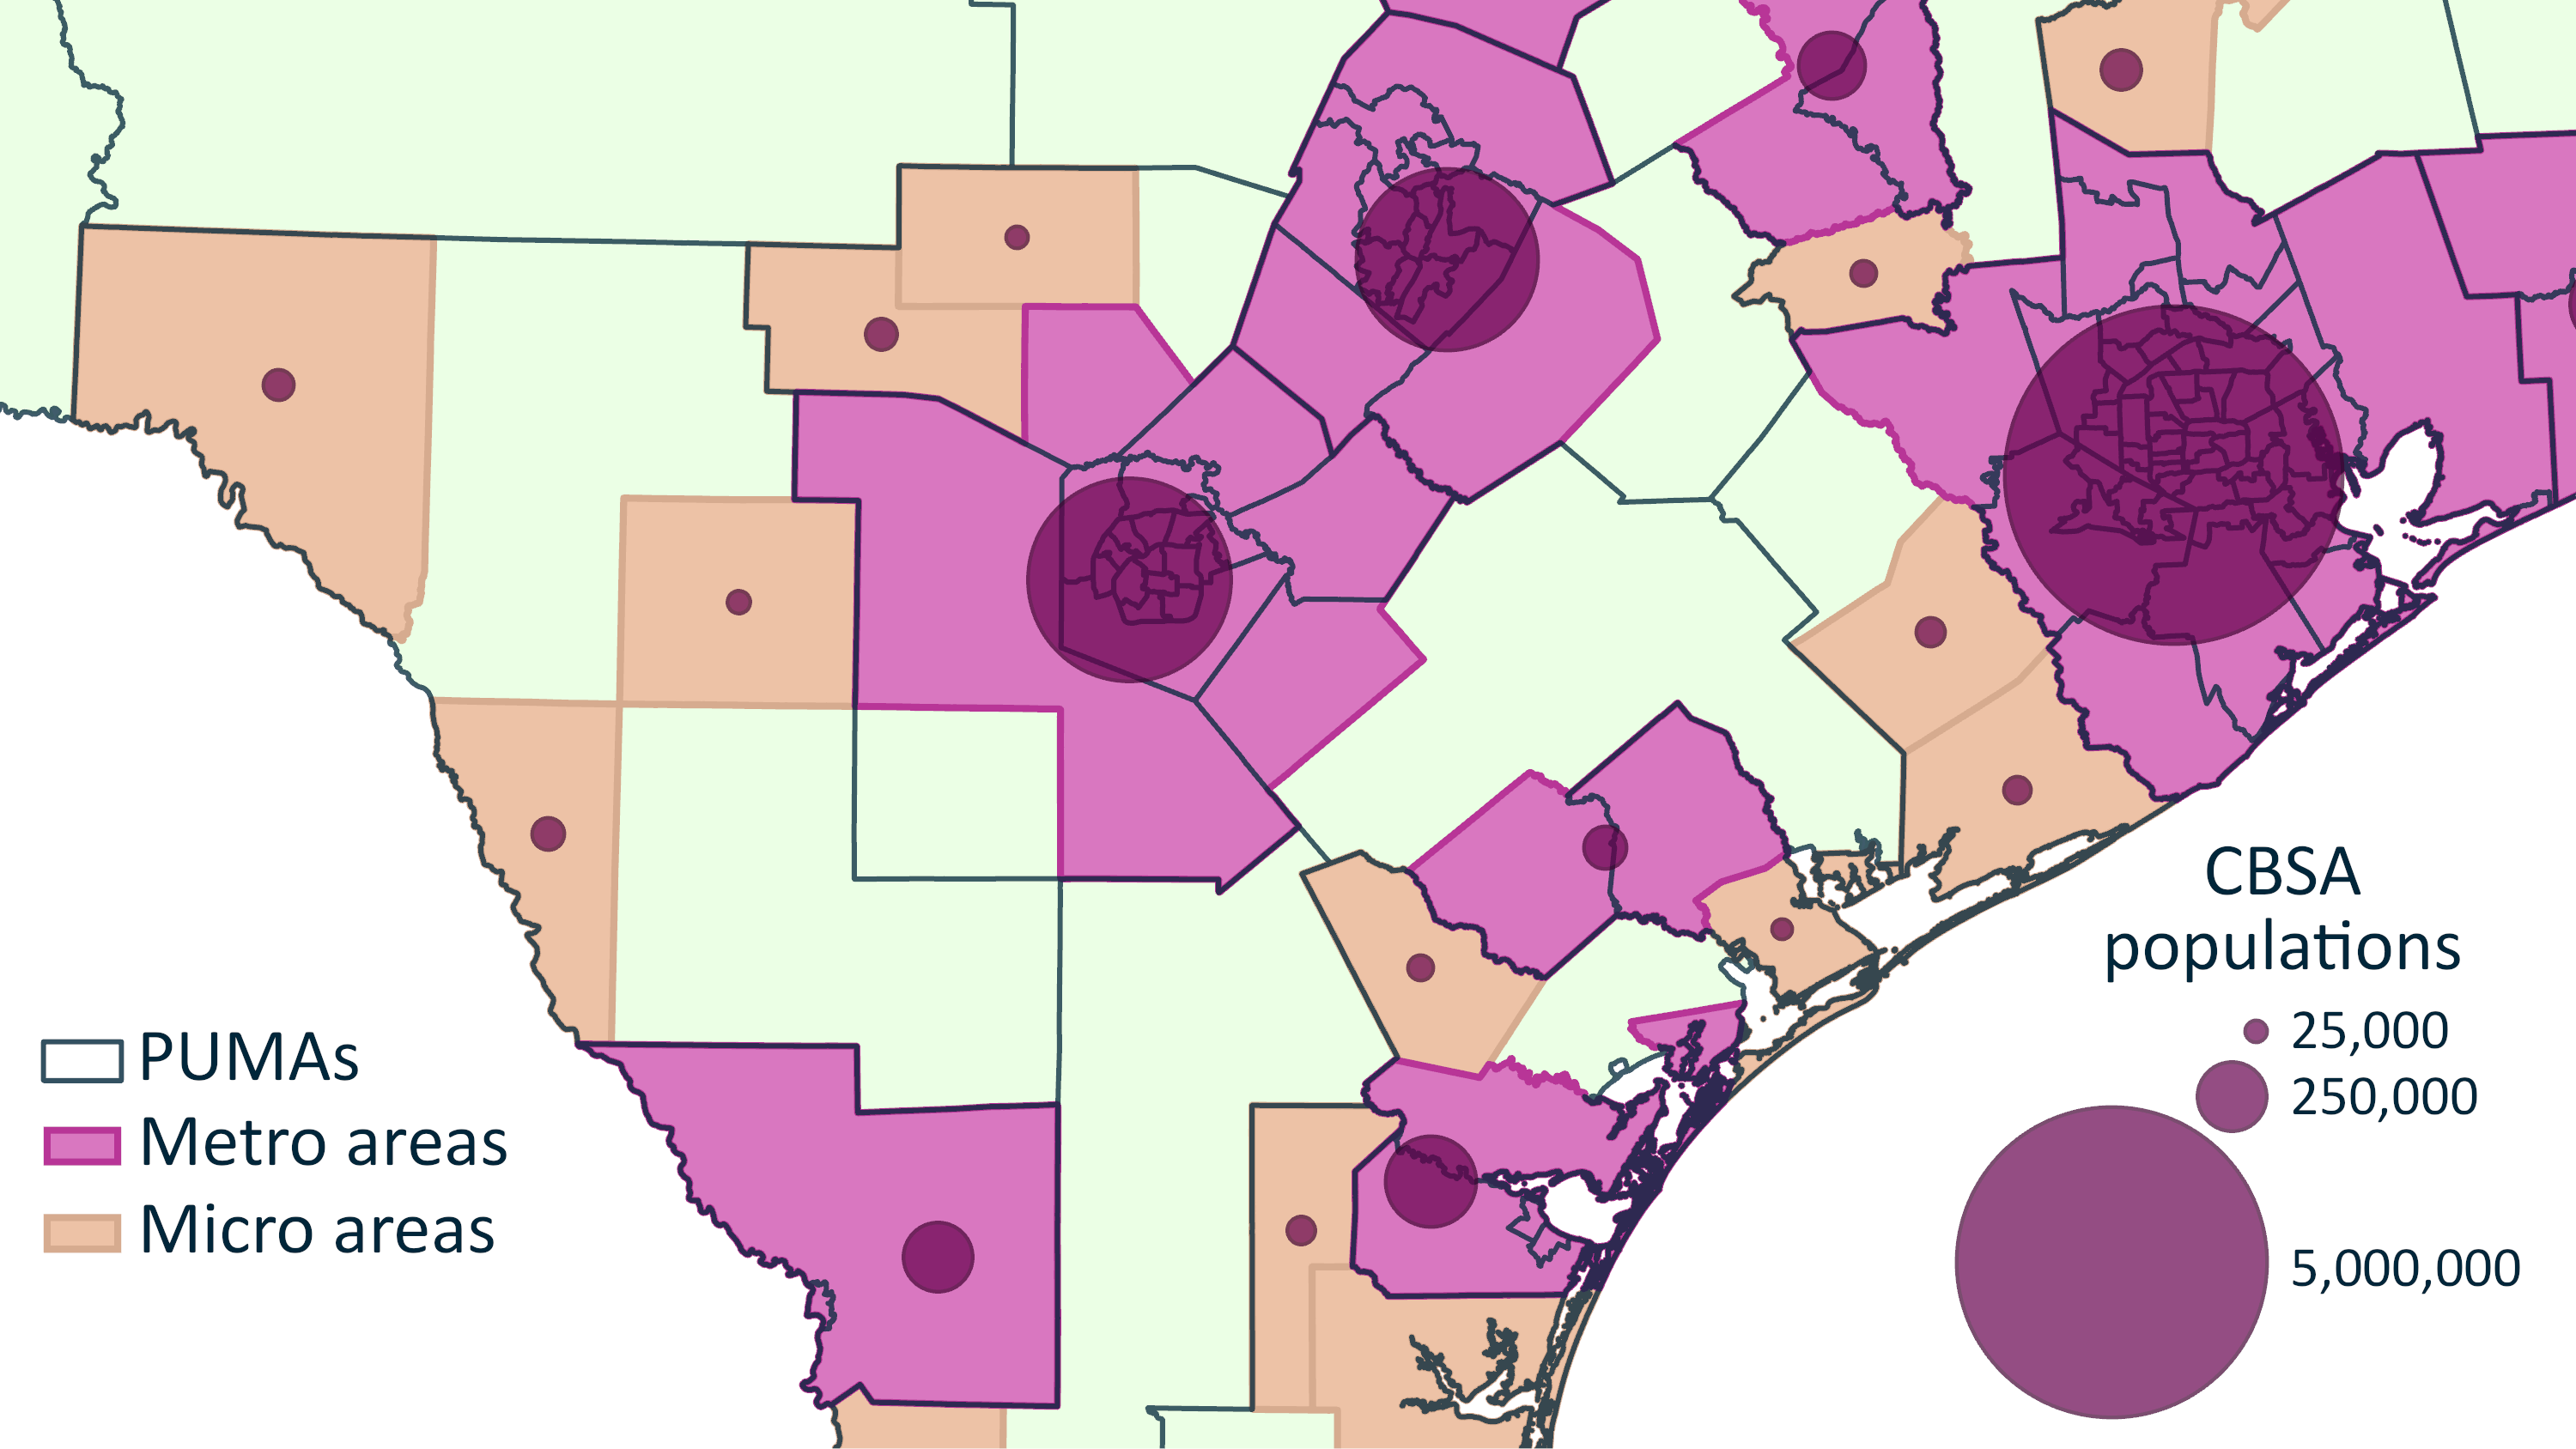 PUMAs
Metro areas
Micro areas
CBSA
populations
25,000
250,000
5,000,000